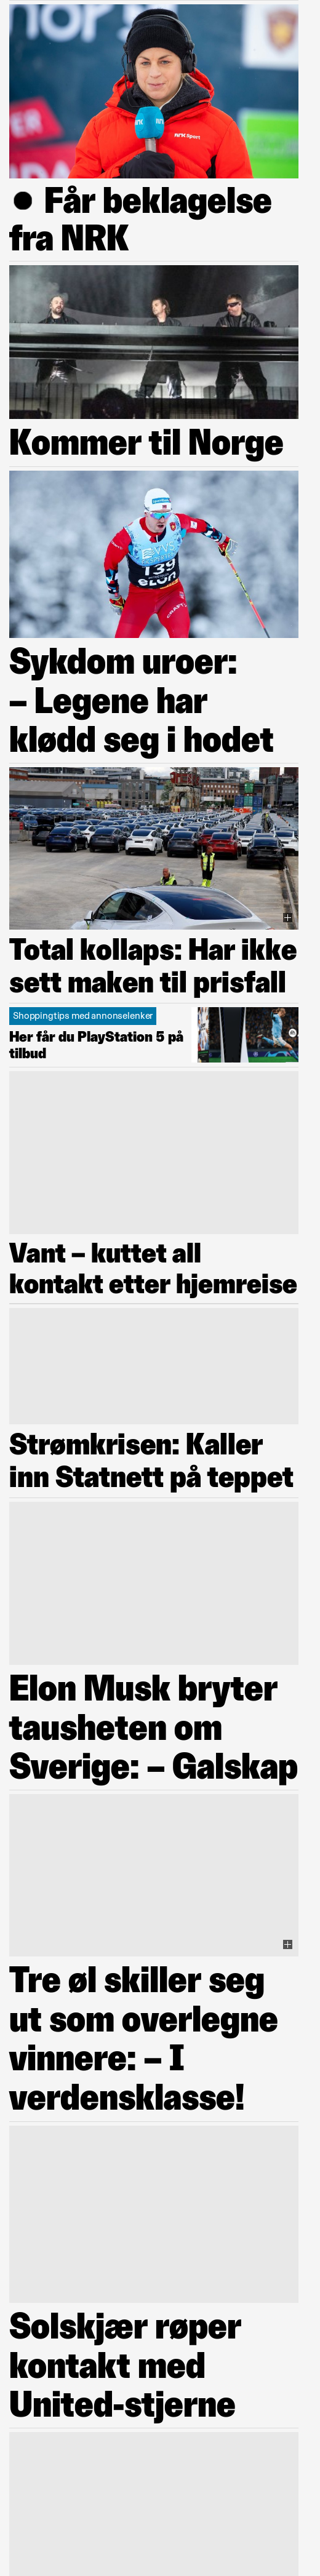 NRK Sport
● Får beklagelse
fra NRK
Kommer til Norge
139
Sykdom uroer:
– Legene har
klødd seg i hodet
Total kollaps: Har ikke
sett maken til prisfall
Shoppingtips med annonselenker
Her får du PlayStation 5 på
tilbud
Vant – kuttet all
kontakt etter hjemreise
Strømkrisen: Kaller
inn Statnett på teppet
Elon Musk bryter
tausheten om
Sverige: – Galskap
Tre øl skiller seg
ut som overlegne
vinnere: – I
verdensklasse!
Solskjær røper
kontakt med
United-stjerne